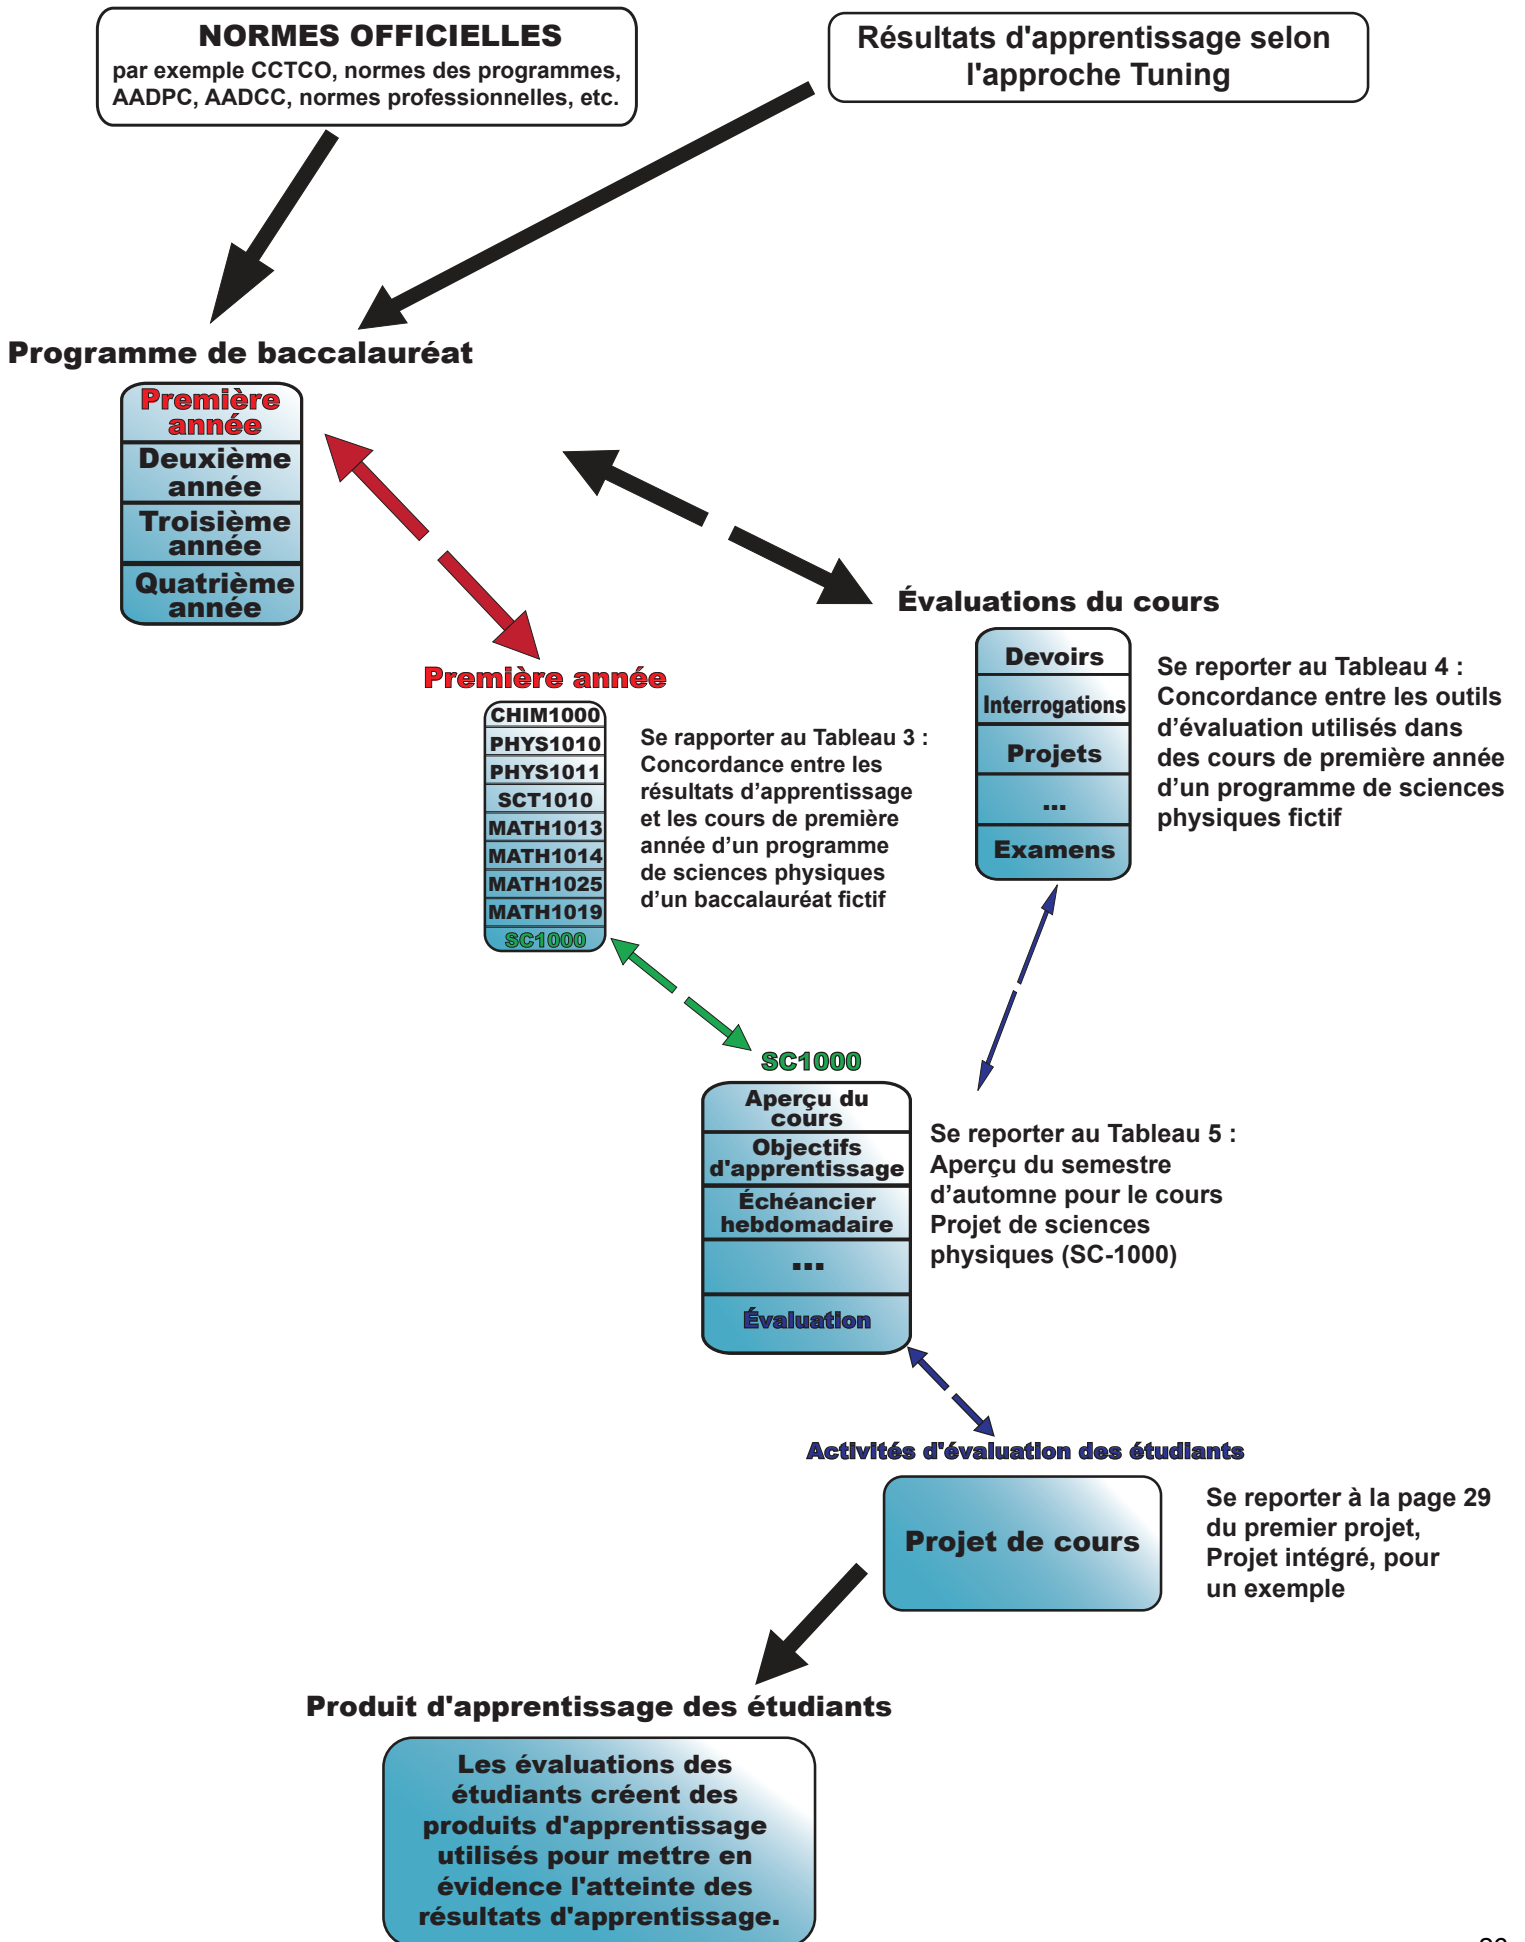 NORMES OFFICIELLES
par exemple CCTCO, normes des programmes,
AADPC, AADCC, normes professionnelles, etc.
Résultats d'apprentissage selon
l'approche Tuning
Programme de baccalauréat
Première
année
Deuxième
année
Troisième
année
Quatrième
année
Évaluations du cours
Devoirs
Interrogations
Projets
...
Examens
Se reporter au Tableau 4 :
Concordance entre les outils
d’évaluation utilisés dans
des cours de première année
d’un programme de sciences
physiques fictif
Première année
CHIM1000
PHYS1010
PHYS1011
SCT1010
MATH1013
MATH1014
MATH1025
MATH1019
SC1000
Se rapporter au Tableau 3 :
Concordance entre les
résultats d’apprentissage
et les cours de première
année d’un programme
de sciences physiques
d’un baccalauréat fictif
SC1000
Aperçu du
cours
Objectifs
d'apprentissage
Échéancier
hebdomadaire
...
Évaluation
Se reporter au Tableau 5 :
Aperçu du semestre
d’automne pour le cours
Projet de sciences
physiques (SC-1000)
Activités d'évaluation des étudiants
Projet de cours
Se reporter à la page 29
du premier projet,
Projet intégré, pour
un exemple
Produit d'apprentissage des étudiants
Les évaluations des
étudiants créent des
produits d'apprentissage
utilisés pour mettre en
évidence l'atteinte des
résultats d'apprentissage.